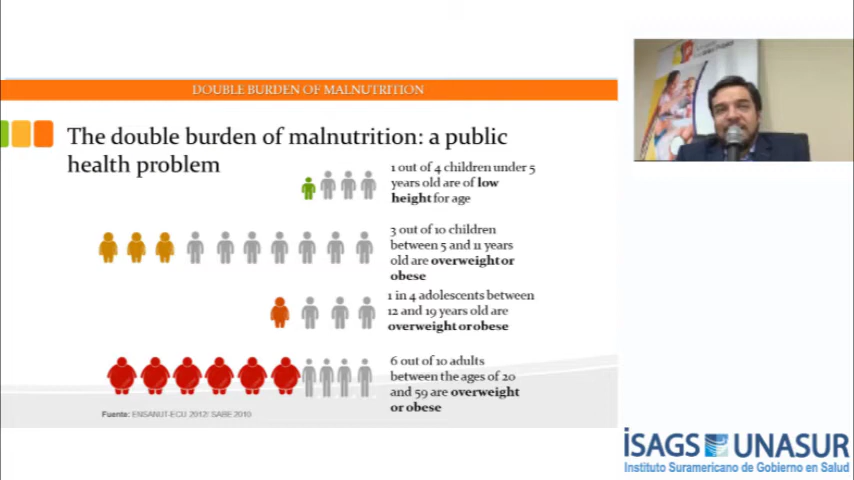 DOUBLE BURDEN OF MALNUTRITION
The double burden of malnutrition: a public
health problem
1 out of 4 children under 5
years old are of low
height for age
3 out of 10 children
between 5 and 11 years
old are overweight or
obese
1 in 4 adolescents between
12 and 19 years old are
overweight or obese
6 out of 10 adults
between the ages of 20
and 59 are overweight
or obese
Fuente: ENSANUT-ECU 2012/ SABE 2010
iSAGS UNASUR
Instituto Suramericano de Gobierno en Salud